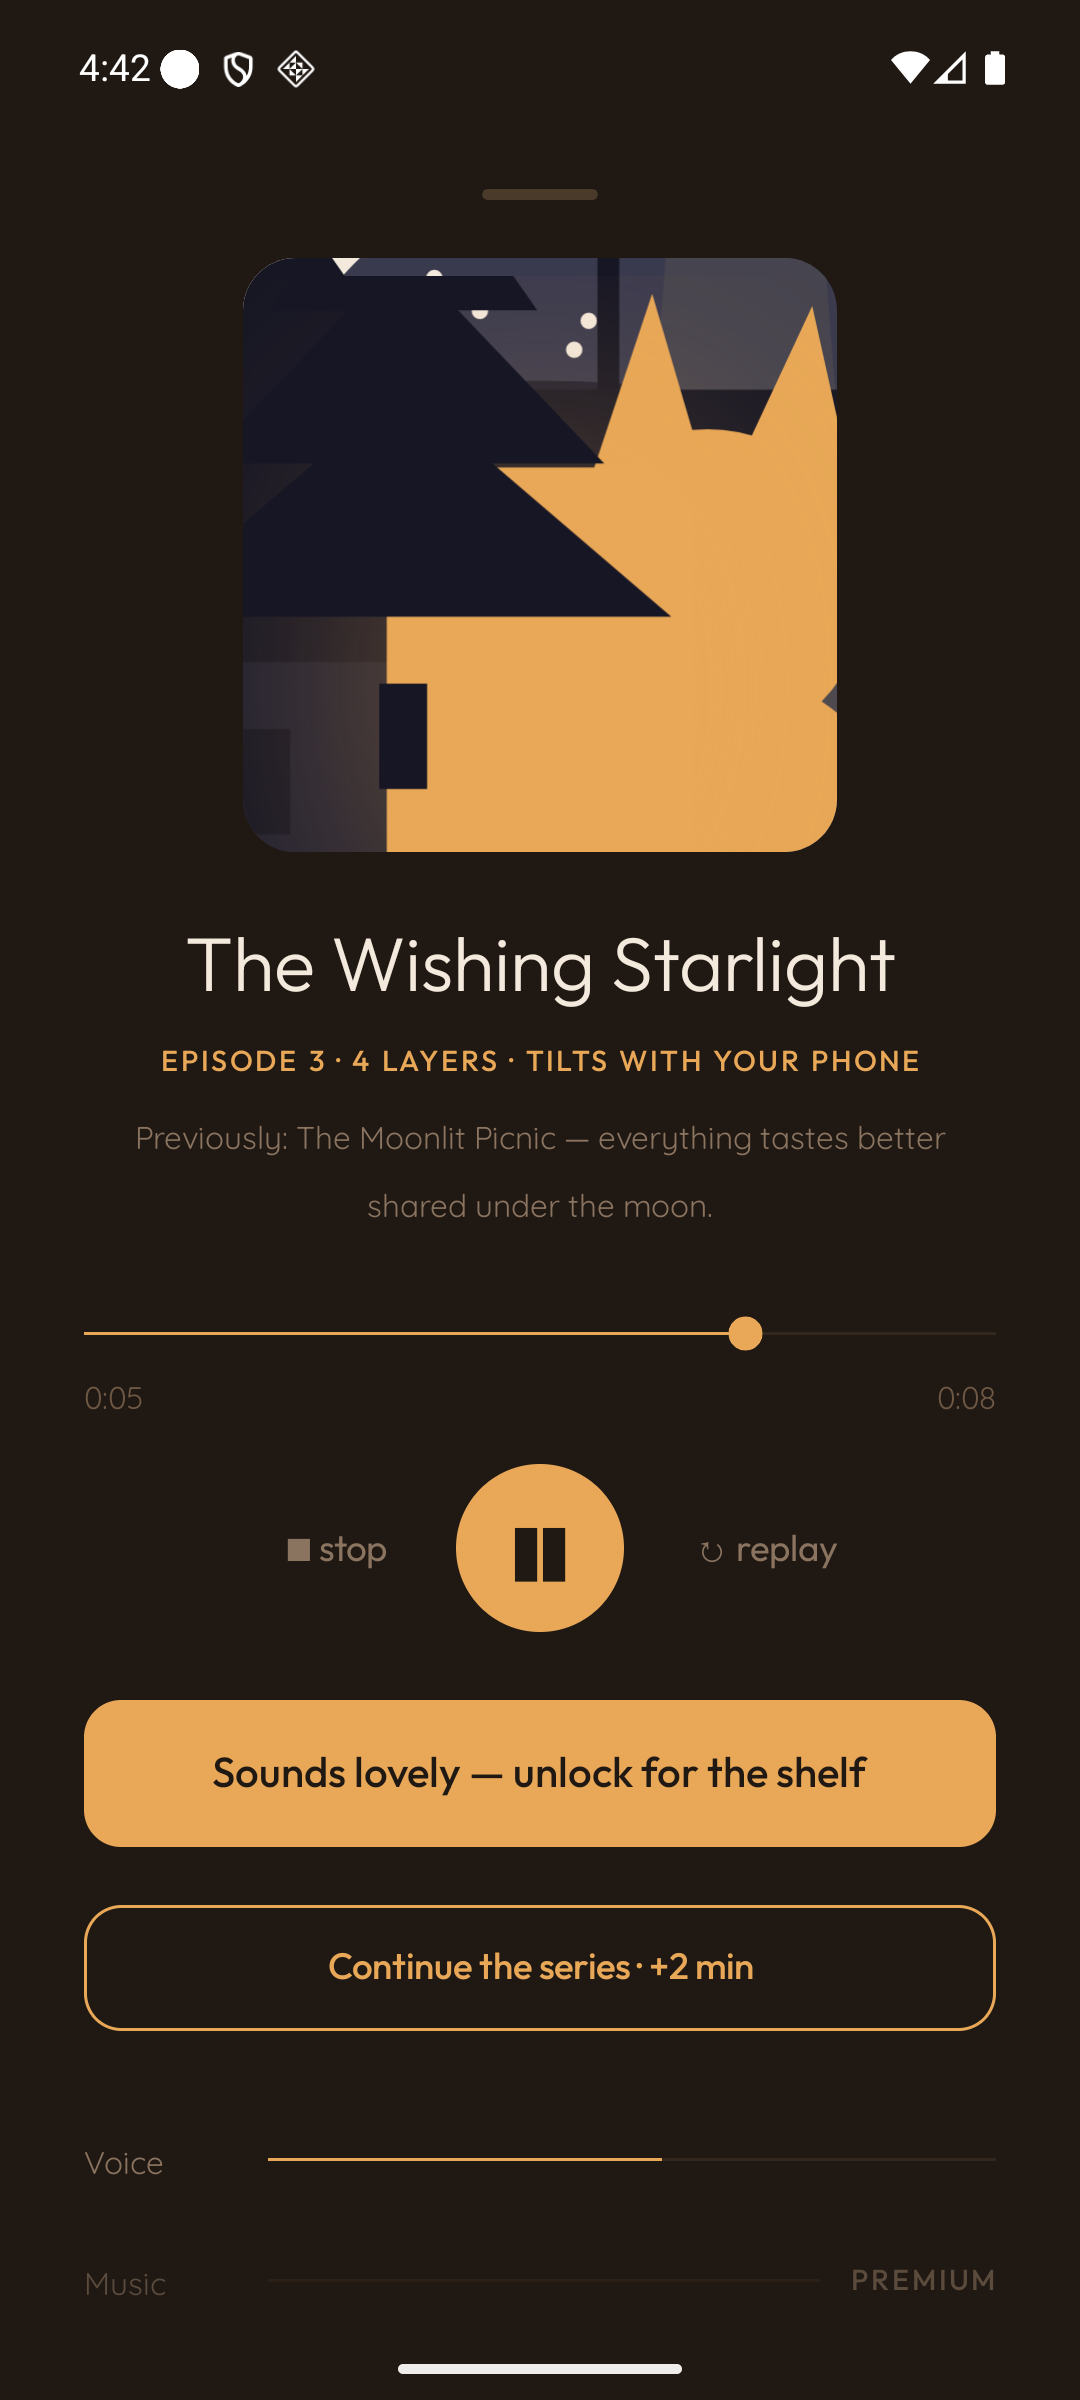 4:42
The Wishing Starlight
EPISODE 3 · 4 LAYERS · TILTS WITH YOUR PHONE
Previously: The Moonlit Picnic — everything tastes better
shared under the moon.
0:05 0:08
stop ↻ replay
Sounds lovely — unlock for the shelf
Continue the series · +2 min
Voice
Music PREMIUM